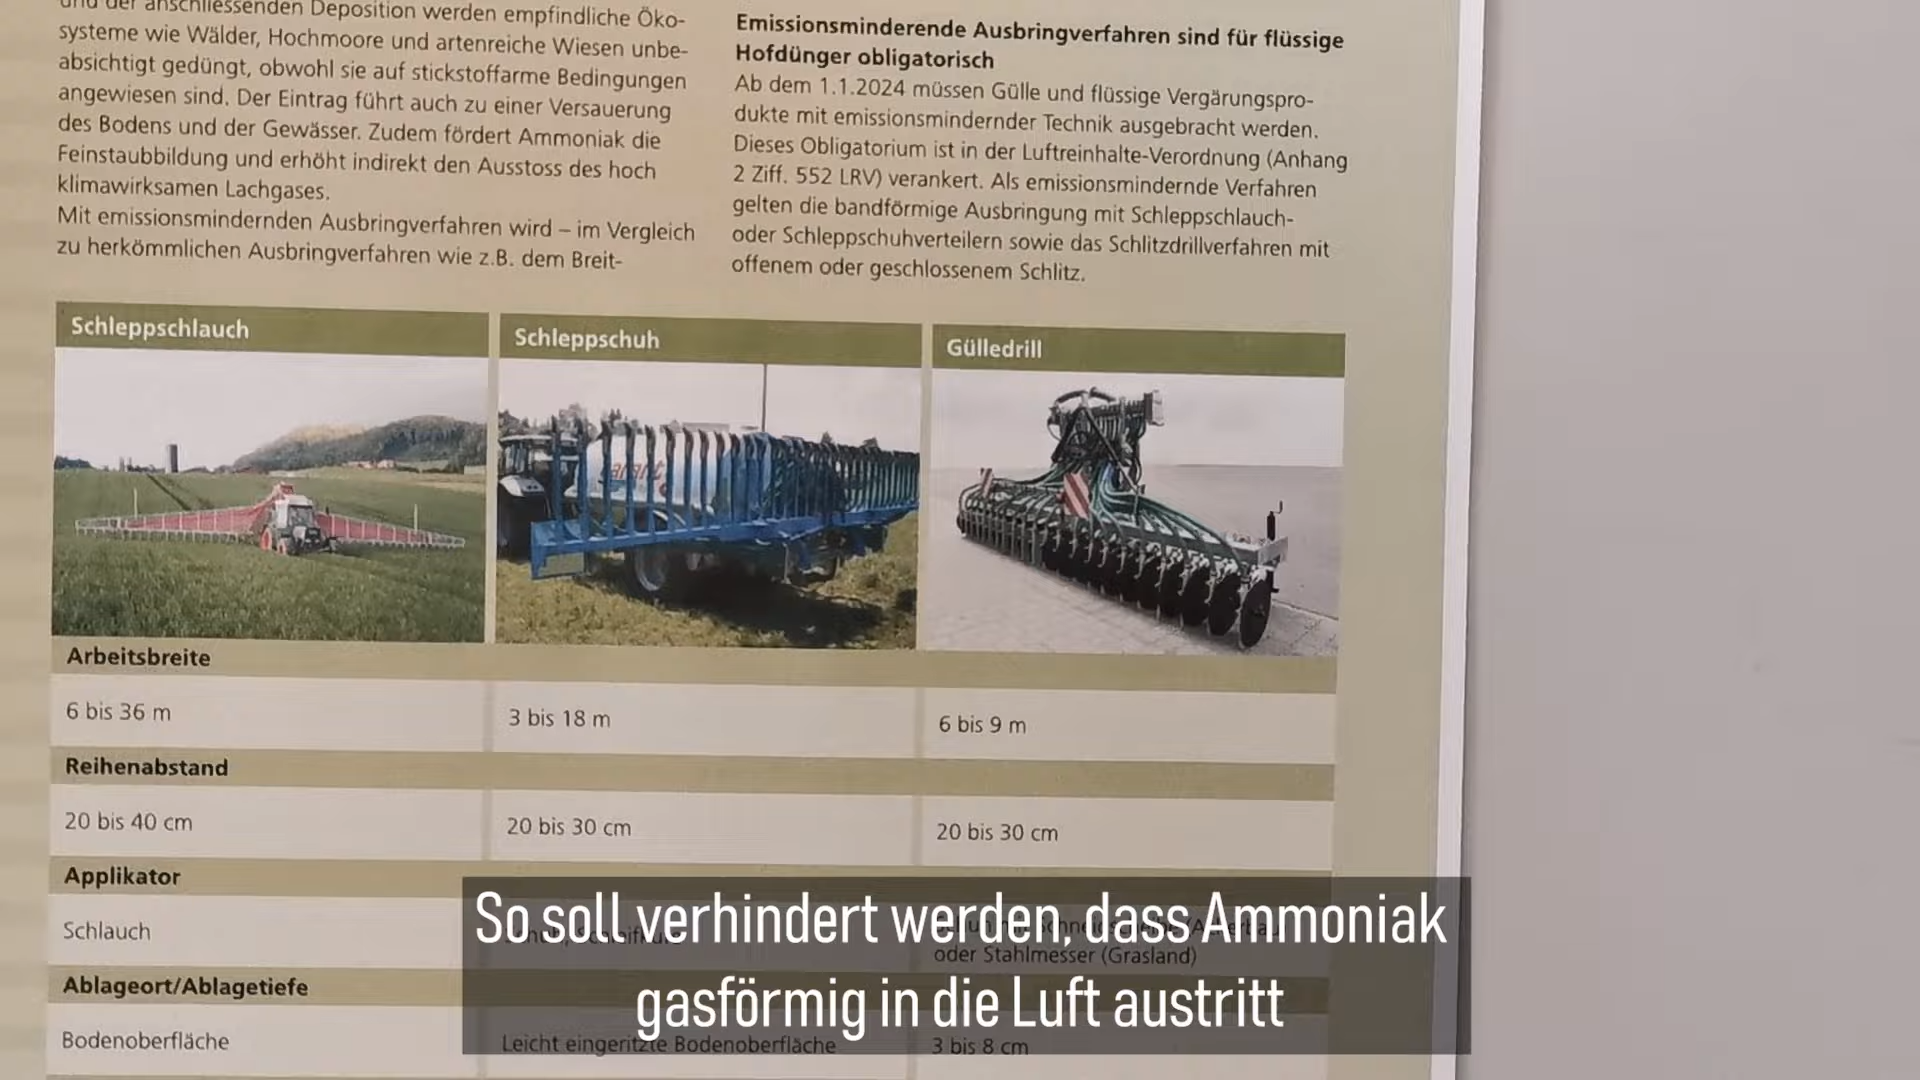 und der anschliessenden Deposition werden empfindliche Öko-
systeme wie Wälder, Hochmoore und artenreiche Wiesen unbe-
absichtigt gedüngt, obwohl sie auf stickstoffarme Bedingungen
angewiesen sind. Der Eintrag führt auch zu einer Versauerung
des Bodens und der Gewässer. Zudem fördert Ammoniak die
Feinstaubbildung und erhöht indirekt den Ausstoss des hoch
klimawirksamen Lachgases.
Mit emissionsmindernden Ausbringverfahren wird – im Vergleich
zu herkömmlichen Ausbringverfahren wie z.B. dem Breit-
Emissionsminderende Ausbringverfahren sind für flüssige
Hofdünger obligatorisch
Ab dem 1.1.2024 müssen Gülle und flüssige Vergärungspro-
dukte mit emissionsmindernder Technik ausgebracht werden.
Dieses Obligatorium ist in der Luftreinhalte-Verordnung (Anhang
2 Ziff. 552 LRV) verankert. Als emissionsmindernde Verfahren
gelten die bandförmige Ausbringung mit Schleppschlauch-
oder Schleppschuhverteilern sowie das Schlitzdrillverfahren mit
offenem oder geschlossenem Schlitz.
Schleppschlauch
Schleppschuh
Gülledrill
Arbeitsbreite
6 bis 36 m
3 bis 18 m
6 bis 9 m
Reihenabstand
20 bis 40 cm
20 bis 30 cm
20 bis 30 cm
Applikator
Schlauch
oder Stahlmesser (Grasland)
Ablageort/Ablagetiefe
Bodenoberfläche
Leicht eingeritzte Bodenoberfläche
3 bis 8 cm
So soll verhindert werden, dass Ammoniak
gasförmig in die Luft austritt